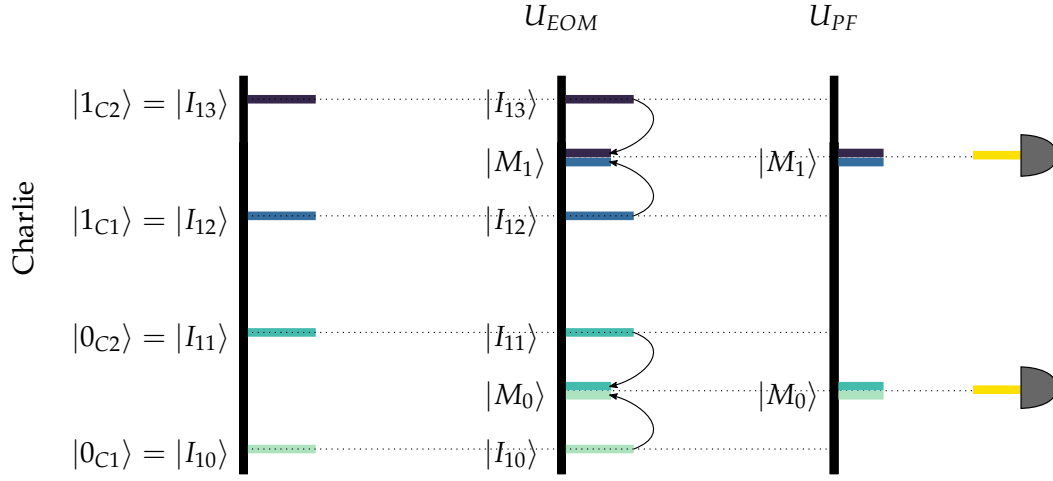 U_{EOM} U_{PF}
|1_{C2}⟩ = |I_{13}⟩ |I_{13}⟩
|M_1⟩ |M_1⟩
|1_{C1}⟩ = |I_{12}⟩ |I_{12}⟩
Charlie
|0_{C2}⟩ = |I_{11}⟩ |I_{11}⟩
|M_0⟩ |M_0⟩
|0_{C1}⟩ = |I_{10}⟩ |I_{10}⟩